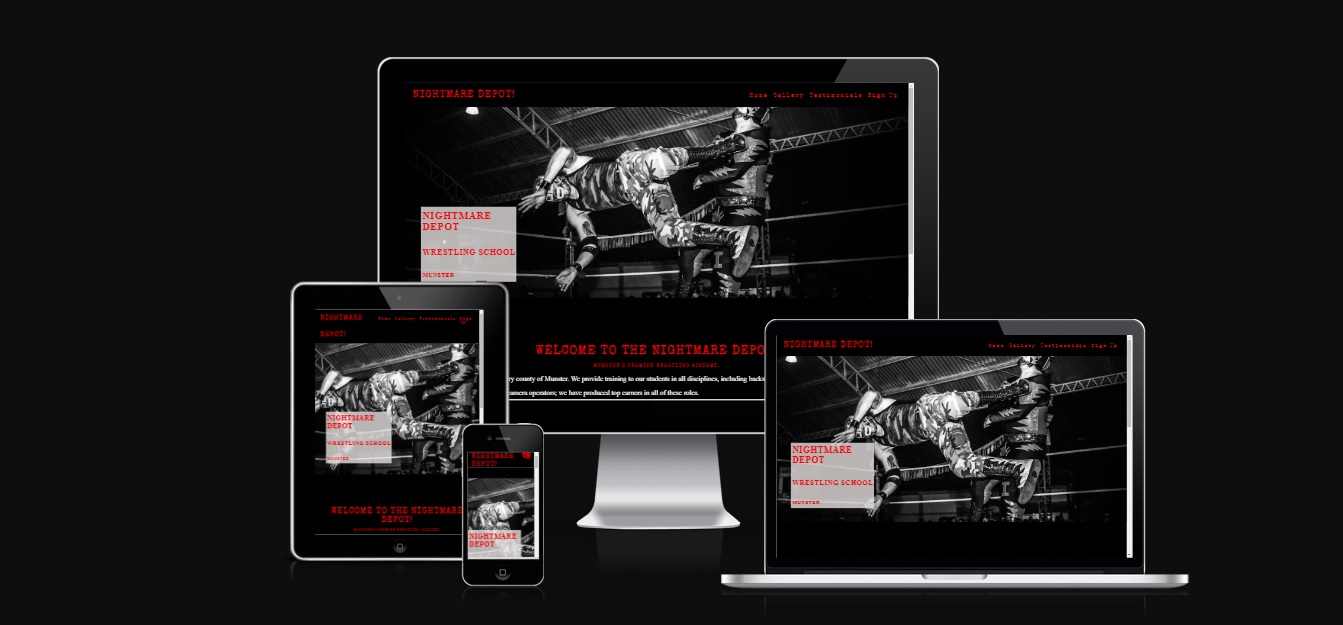 NIGHTMARE DEPOT!
Home Gallery Testimonials Sign Up
NIGHTMARE
DEPOT
WRESTLING SCHOOL
MUNSTER
WELCOME TO THE NIGHTMARE DEPO
MUNSTER'S PREMIER WRESTLING ACADEMY.
ry county of Munster. We provide training to our students in all disciplines, including backs
camera operators; we have produced top earners in all of these roles.
NIGHTMARE
DEPOT!
Home Gallery Testimonials Sign
Up
NIGHTMARE
DEPOT
WRESTLING SCHOOL
MUNSTER
WELCOME TO THE NIGHTMARE
DEPOT!
MUNSTER'S PREMIER WRESTLING ACADEMY.
NIGHTMARE
DEPOT!
NIGHTMARE
DEPOT
NIGHTMARE DEPOT!
Home Gallery Testimonials Sign Up
NIGHTMARE
DEPOT
WRESTLING SCHOOL
MUNSTER